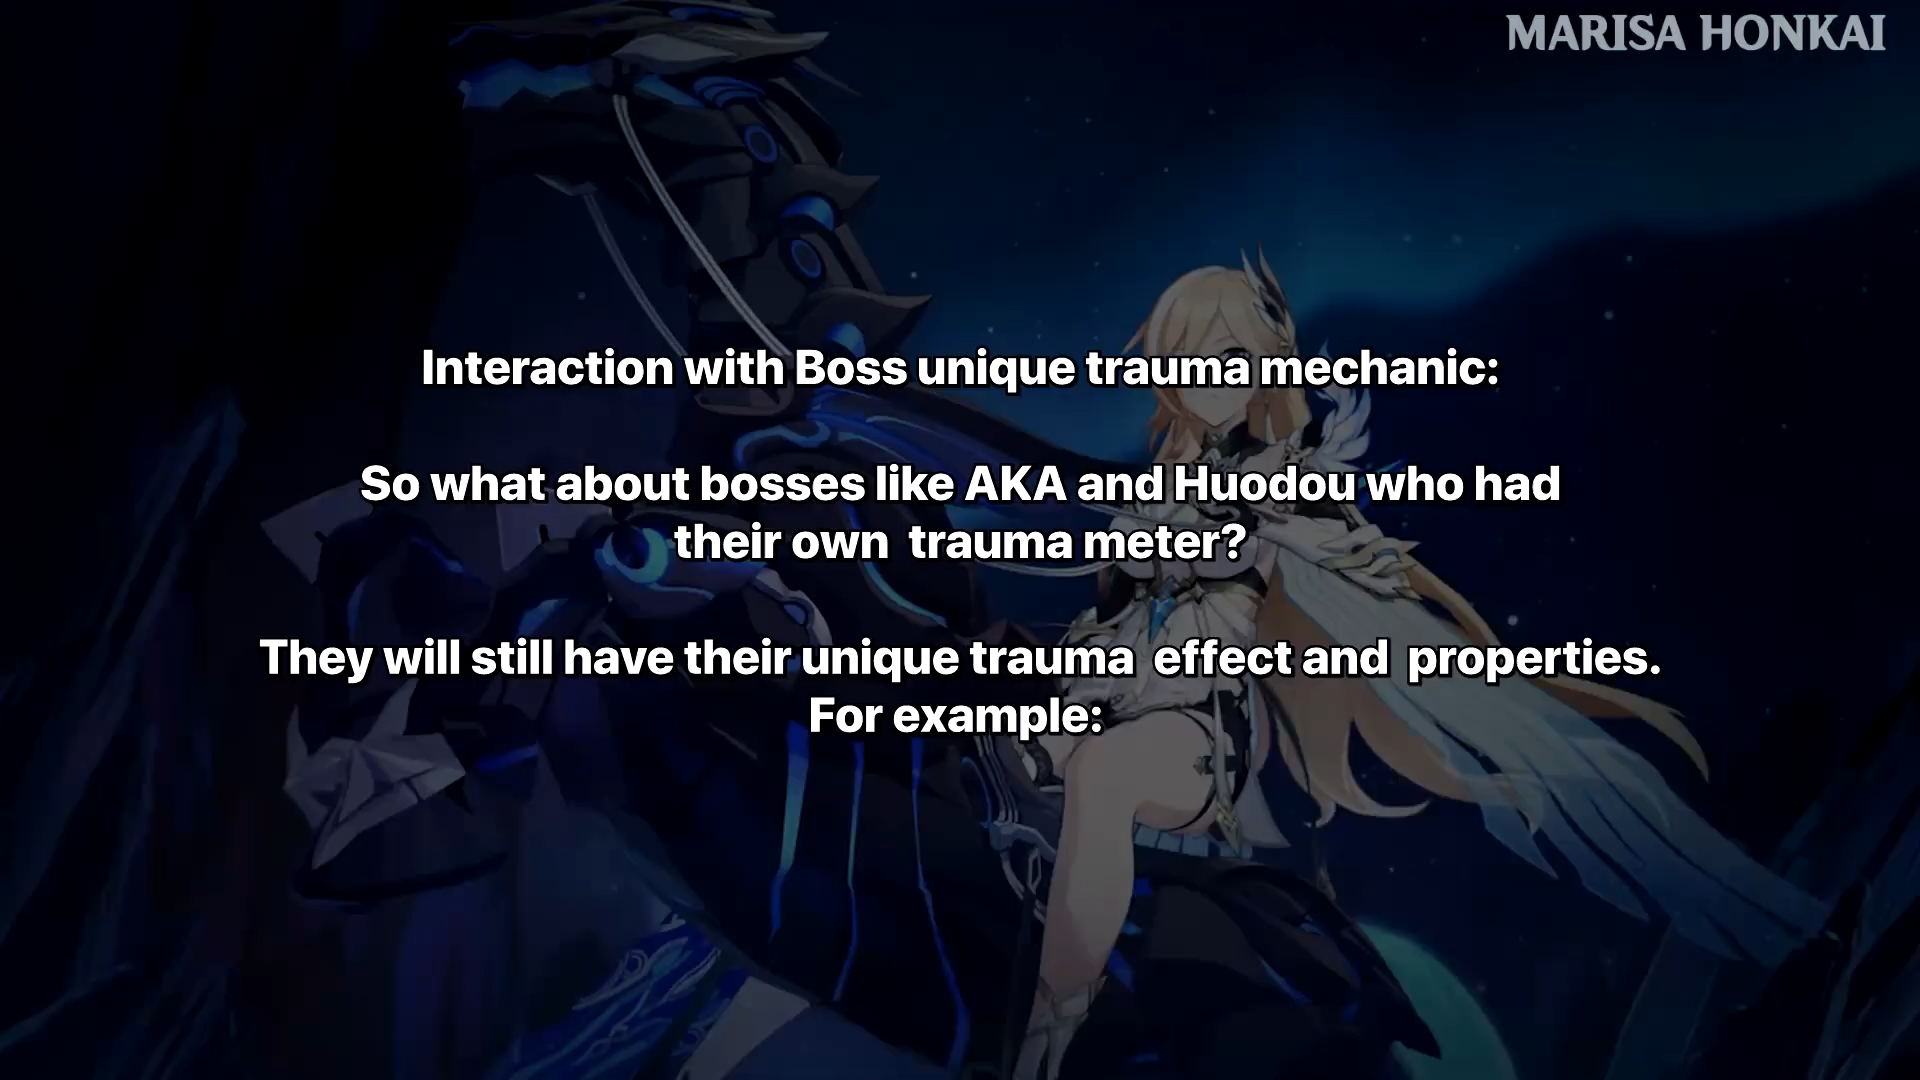 MARISA HONKAI
Interaction with Boss unique trauma mechanic:
So what about bosses like AKA and Huodou who had
their own  trauma meter?
They will still have their unique trauma  effect and  properties.
For example: